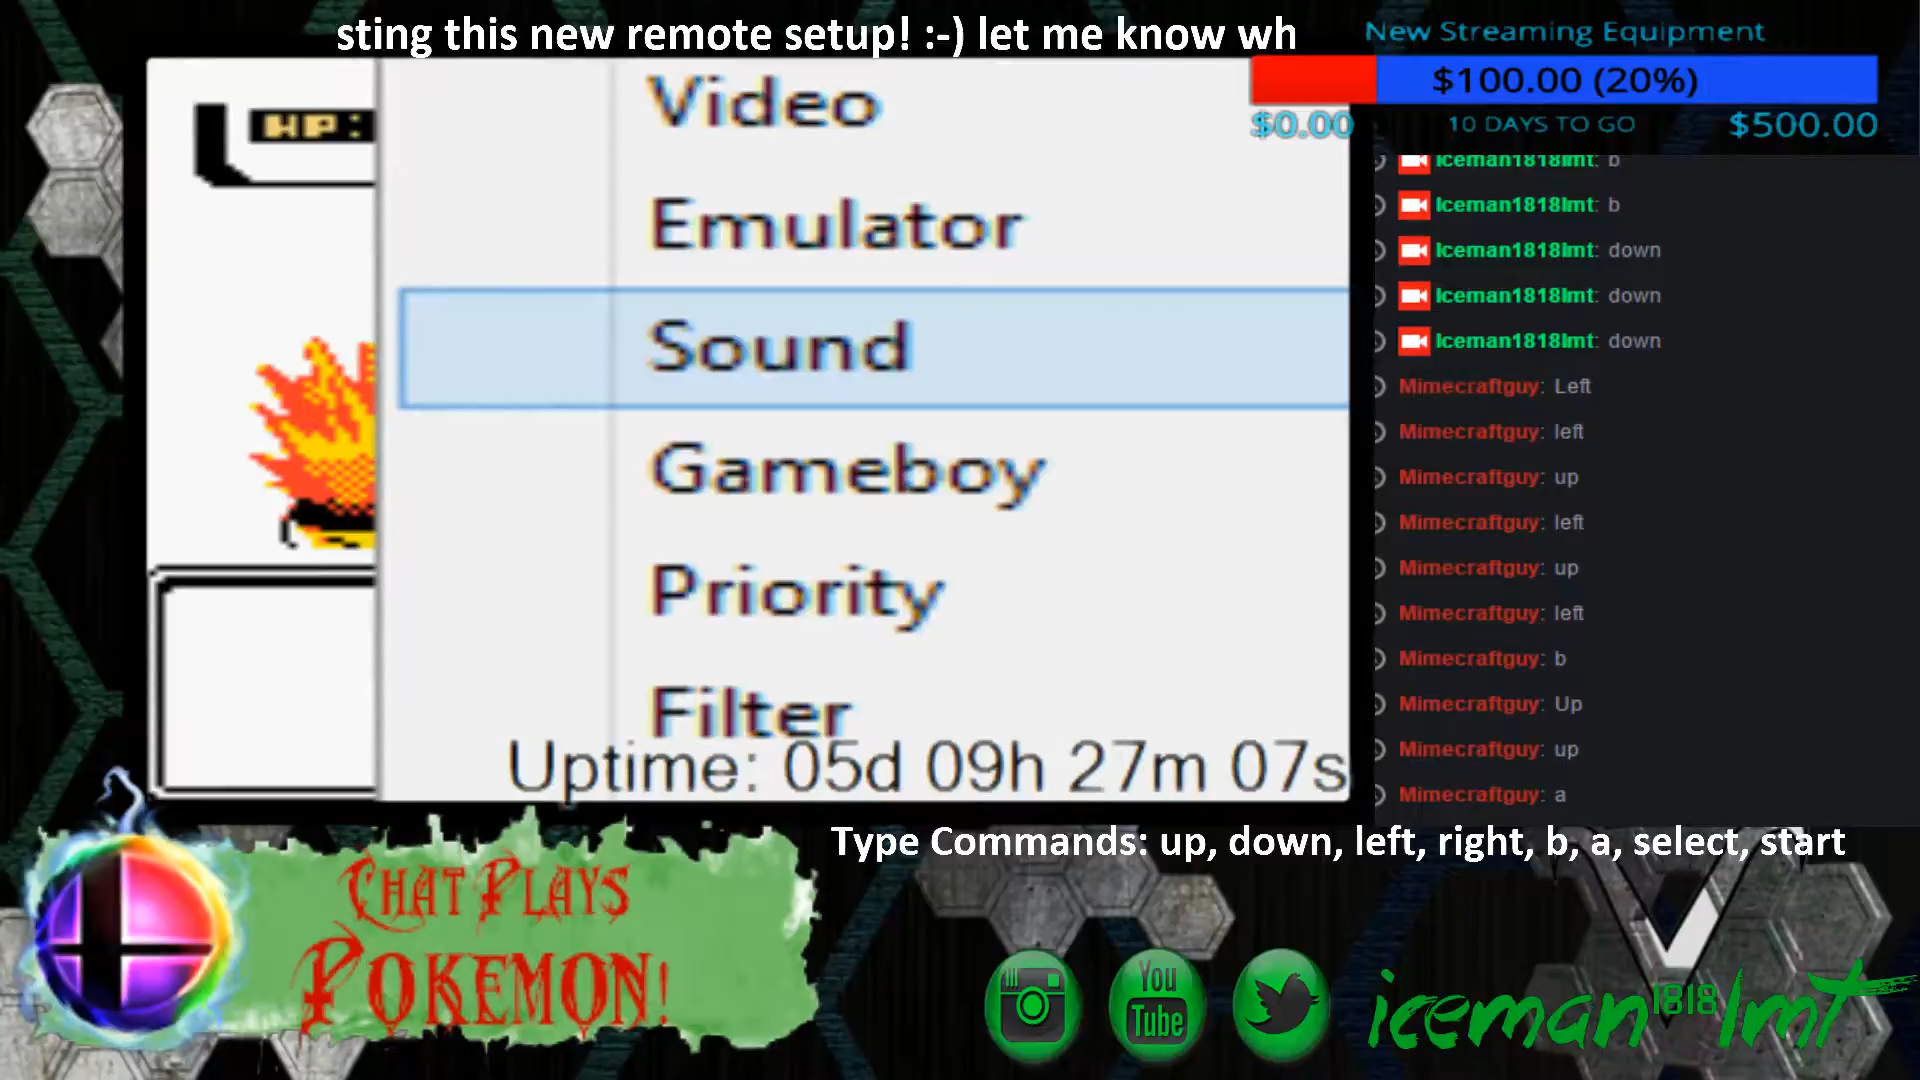 sting this new remote setup! :-) let me know wh
New Streaming Equipment
$100.00 (20%)
$0.00
10 DAYS TO GO
$500.00
HP:
Video
Emulator
Sound
Gameboy
Priority
Filter
Uptime: 05d 09h 27m 07s
Iceman1818lmt: b
Iceman1818lmt: b
Iceman1818lmt: down
Iceman1818lmt: down
Iceman1818lmt: down
Mimecraftguy: Left
Mimecraftguy: left
Mimecraftguy: up
Mimecraftguy: left
Mimecraftguy: up
Mimecraftguy: left
Mimecraftguy: b
Mimecraftguy: Up
Mimecraftguy: up
Mimecraftguy: a
Type Commands: up, down, left, right, b, a, select, start
Chat Plays
Pokemon!
You
Tube
iceman1818lmt